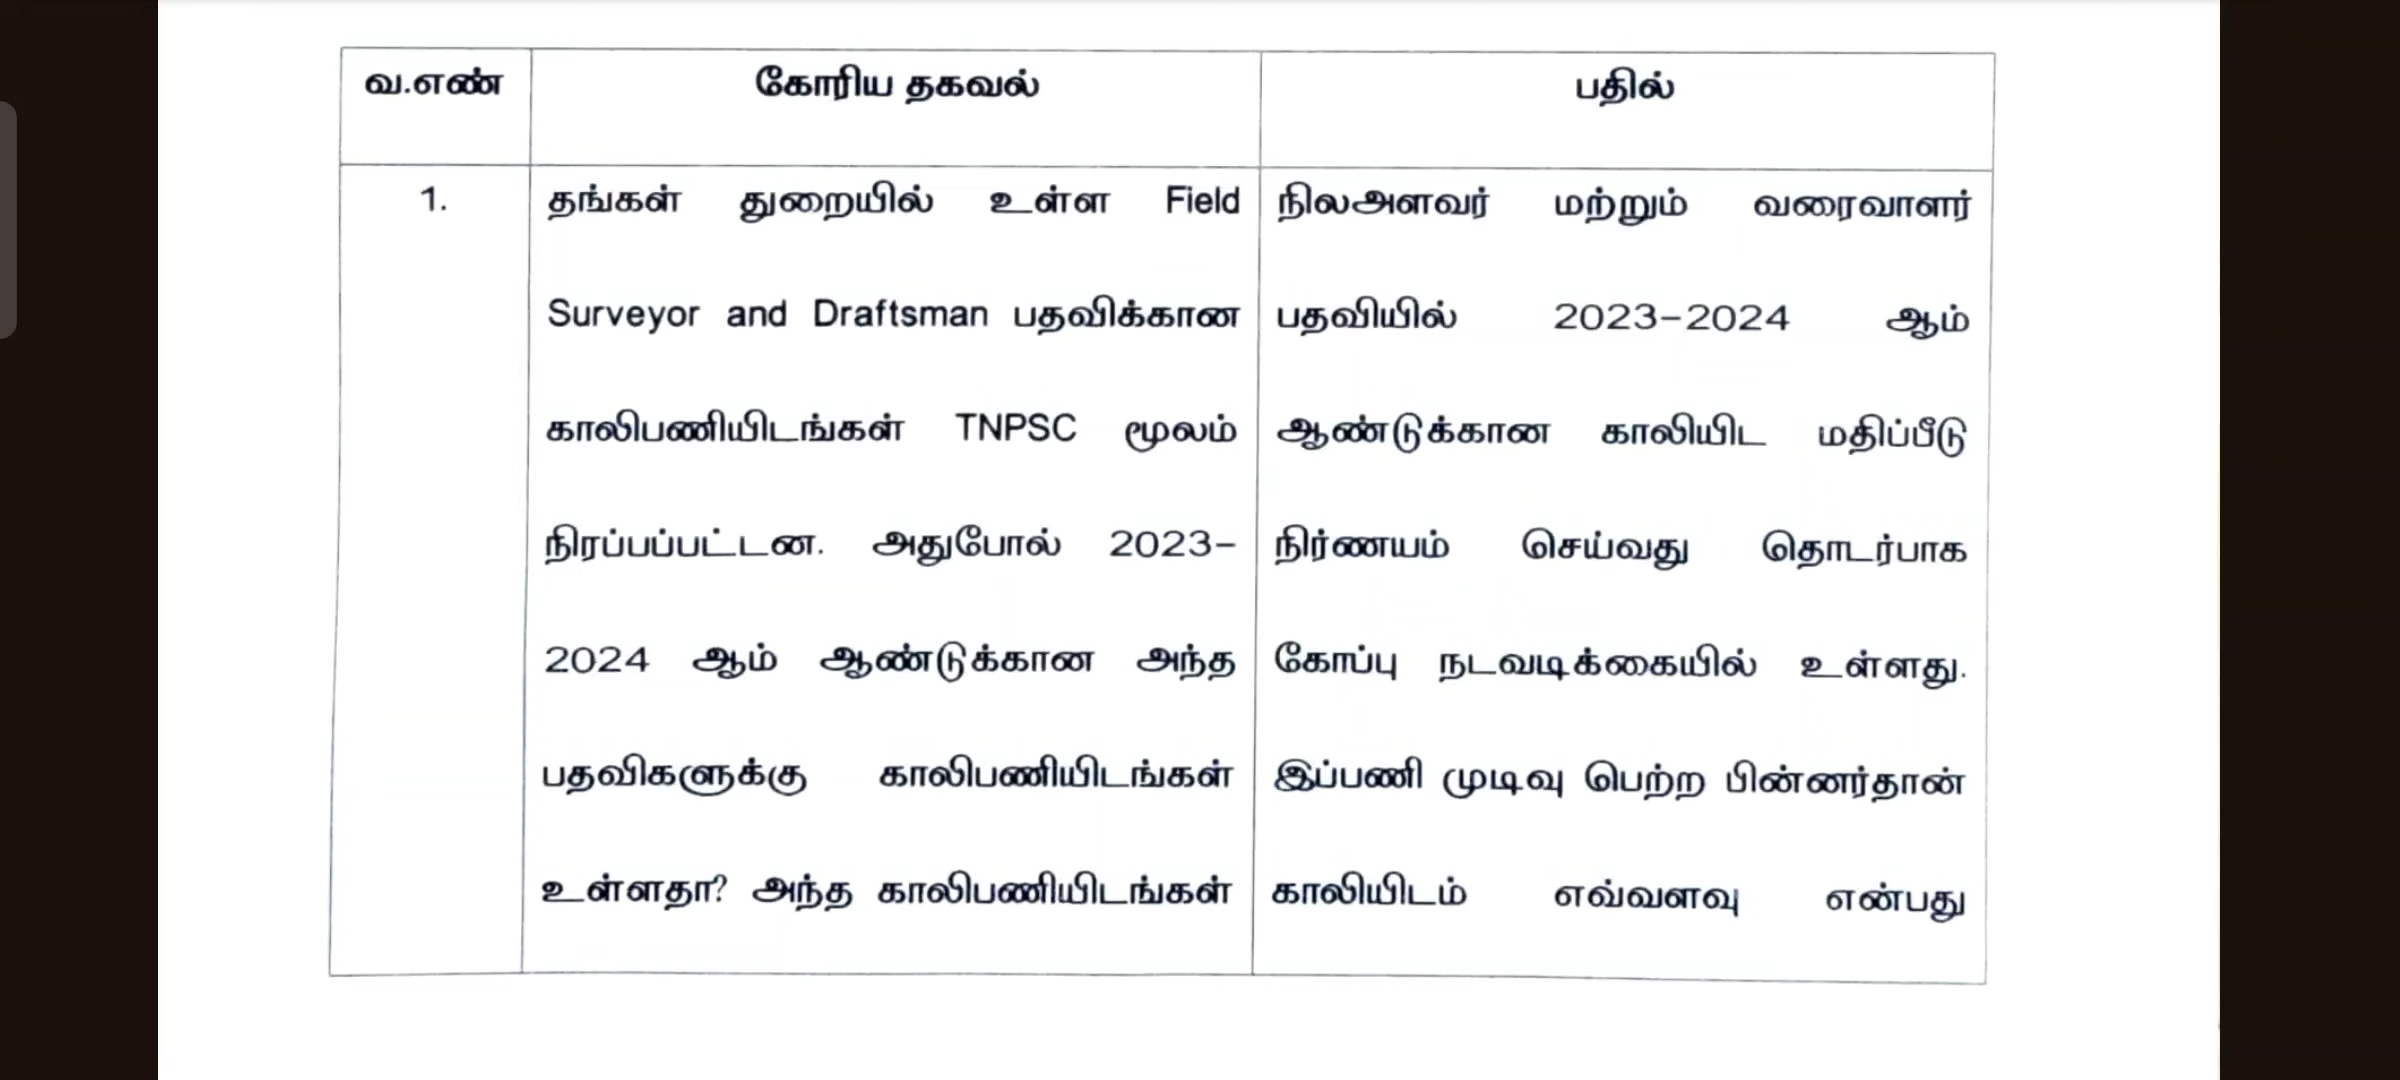 வ.எண்
கோரிய தகவல்
பதில்
1.
தங்கள் துறையில் உள்ள Field
Surveyor and Draftsman பதவிக்கான
காலிபணியிடங்கள் TNPSC மூலம்
நிரப்பப்பட்டன. அதுபோல் 2023-
2024 ஆம் ஆண்டுக்கான அந்த
பதவிகளுக்கு காலிபணியிடங்கள்
உள்ளதா? அந்த காலிபணியிடங்கள்
நிலஅளவர் மற்றும் வரைவாளர்
பதவியில் 2023-2024 ஆம்
ஆண்டுக்கான காலியிட மதிப்பீடு
நிர்ணயம் செய்வது தொடர்பாக
கோப்பு நடவடிக்கையில் உள்ளது.
இப்பணி முடிவு பெற்ற பின்னர்தான்
காலியிடம் எவ்வளவு என்பது